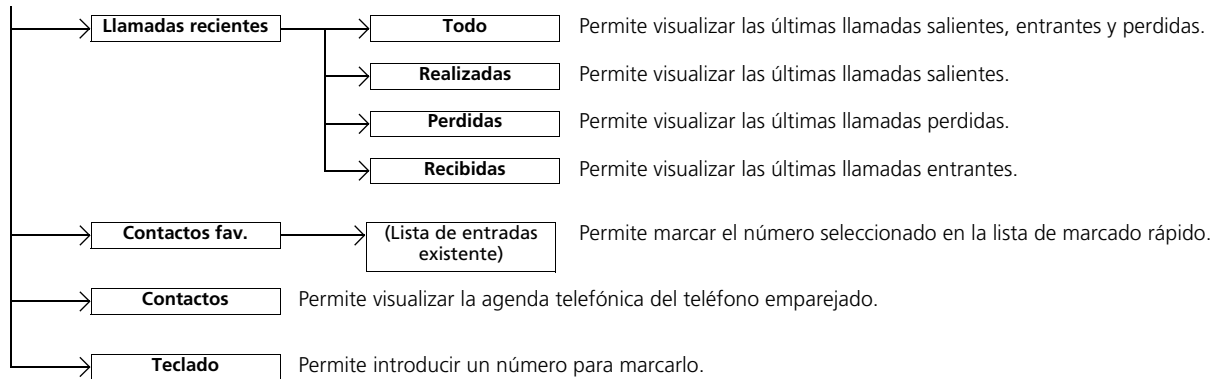 Llamadas recientes
Todo
Permite visualizar las últimas llamadas salientes, entrantes y perdidas.
Realizadas
Permite visualizar las últimas llamadas salientes.
Perdidas
Permite visualizar las últimas llamadas perdidas.
Recibidas
Permite visualizar las últimas llamadas entrantes.
Contactos fav.
(Lista de entradas
existente)
Permite marcar el número seleccionado en la lista de marcado rápido.
Contactos
Permite visualizar la agenda telefónica del teléfono emparejado.
Teclado
Permite introducir un número para marcarlo.